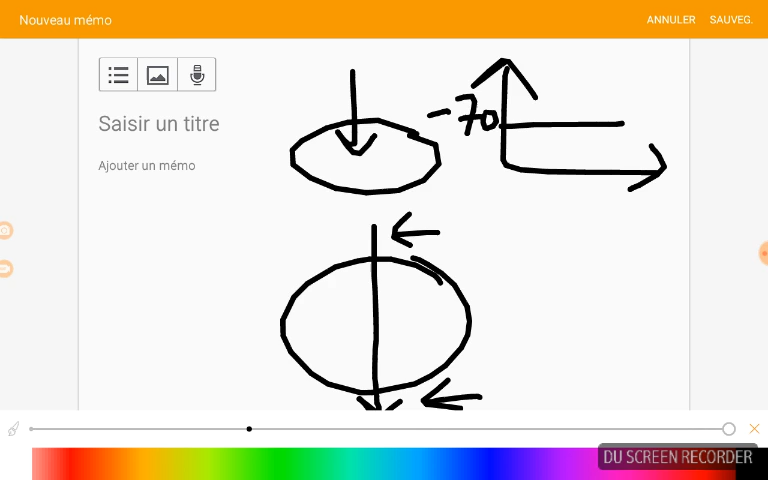 Nouveau mémo
ANNULER SAUVEG.
Saisir un titre
-70
Ajouter un mémo
DU SCREEN RECORDER